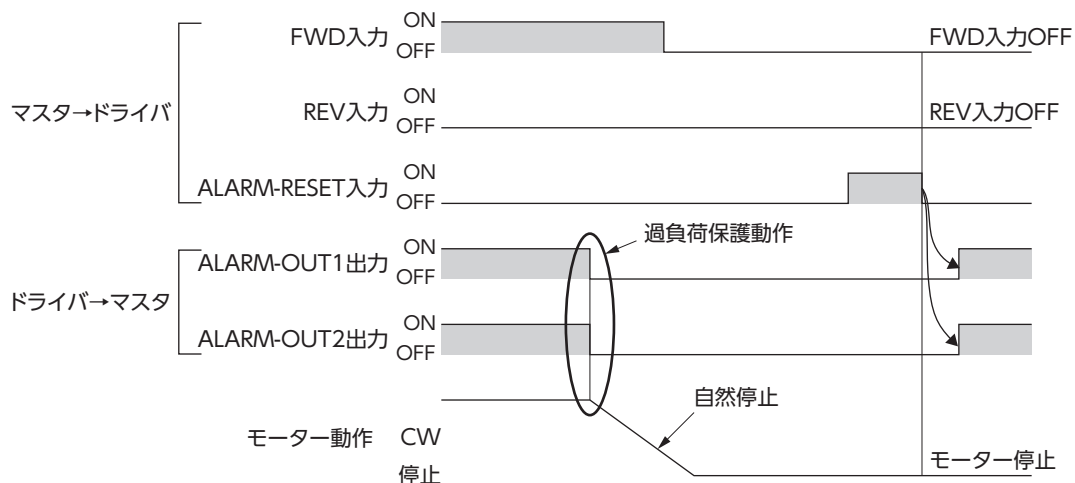 マスタ→ドライバ
FWD入力 ON
OFF
FWD入力OFF
REV入力 ON
OFF
REV入力OFF
ALARM-RESET入力 ON
OFF
ドライバ→マスタ
ALARM-OUT1出力 ON
OFF
過負荷保護動作
ALARM-OUT2出力 ON
OFF
自然停止
モーター動作 CW
停止
モーター停止